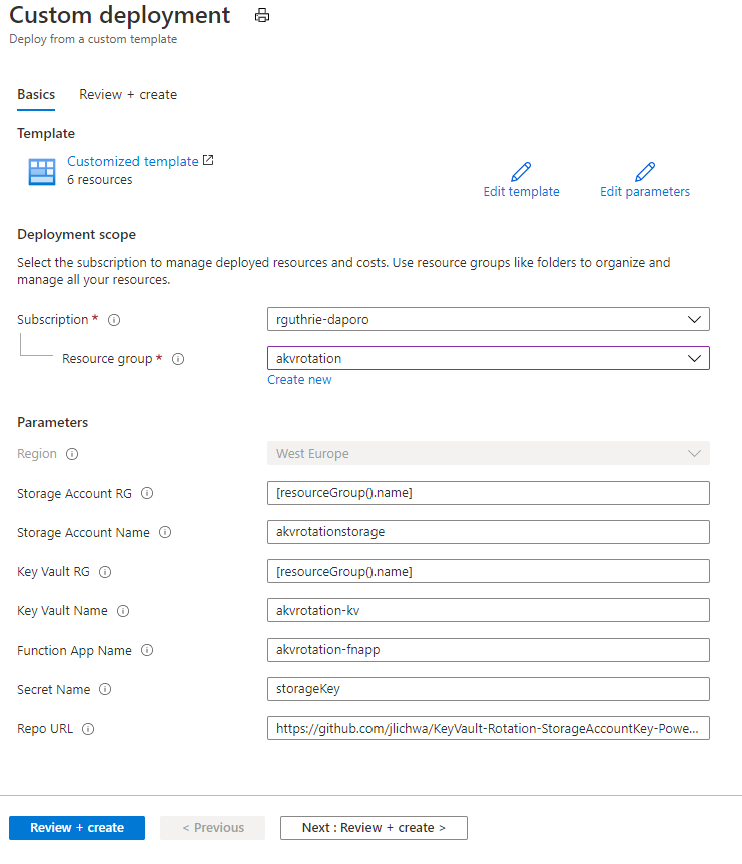 Custom deployment
Deploy from a custom template
Basics
Review + create
Template
Customized template
6 resources
Edit template
Edit parameters
Deployment scope
Select the subscription to manage deployed resources and costs. Use resource groups like folders to organize and
manage all your resources.
Subscription *
rguthrie-daporo
Resource group *
akvrotation
Create new
Parameters
Region
West Europe
Storage Account RG
[resourceGroup().name]
Storage Account Name
akvrotationstorage
Key Vault RG
[resourceGroup().name]
Key Vault Name
akvrotation-kv
Function App Name
akvrotation-fnapp
Secret Name
storageKey
Repo URL
https://github.com/jlichwa/KeyVault-Rotation-StorageAccountKey-Powe...
Review + create
< Previous
Next : Review + create >